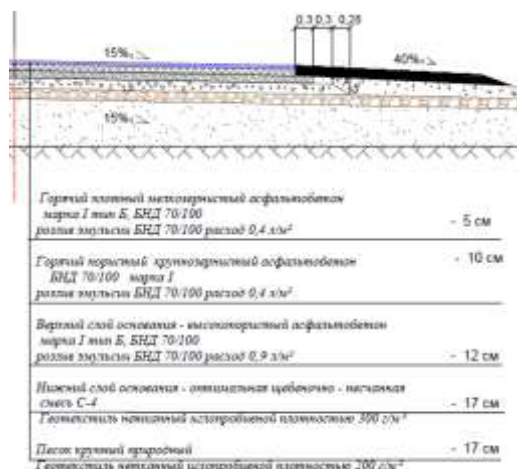 0,3 0,3 0,25
15‰
40‰
15‰
Горячий плотный мелкозернистый асфальтобетон
марка I тип Б, БНД 70/100
розлив эмульсии БНД 70/100 расход 0,4 л/м²
- 5 см
Горячий пористый крупнозернистый асфальтобетон
- 10 см
БНД 70/100 марка I
розлив эмульсии БНД 70/100 расход 0,4 л/м²
Верхний слой основания - высокопористый асфальтобетон
марка I тип Б, БНД 70/100
розлив эмульсии БНД 70/100 расход 0,9 л/м²
- 12 см
Нижний слой основания - оптимальная щебеночно - песчанная
смесь С-4
- 17 см
Геотекстиль нетканный иглопробивной плотностью 300 г/м²
Песок крупный природный
- 17 см
Геотекстиль нетканный иглопробивной плотностью 200 г/м²